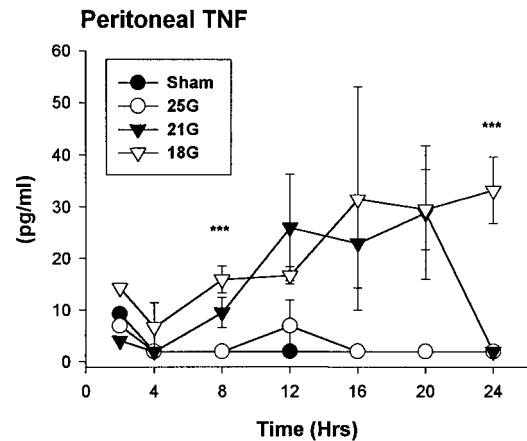 Peritoneal TNF
60
50
40
30
20
10
0
(pg/ml)
Sham
25G
21G
18G
***
***
0 4 8 12 16 20 24
Time (Hrs)